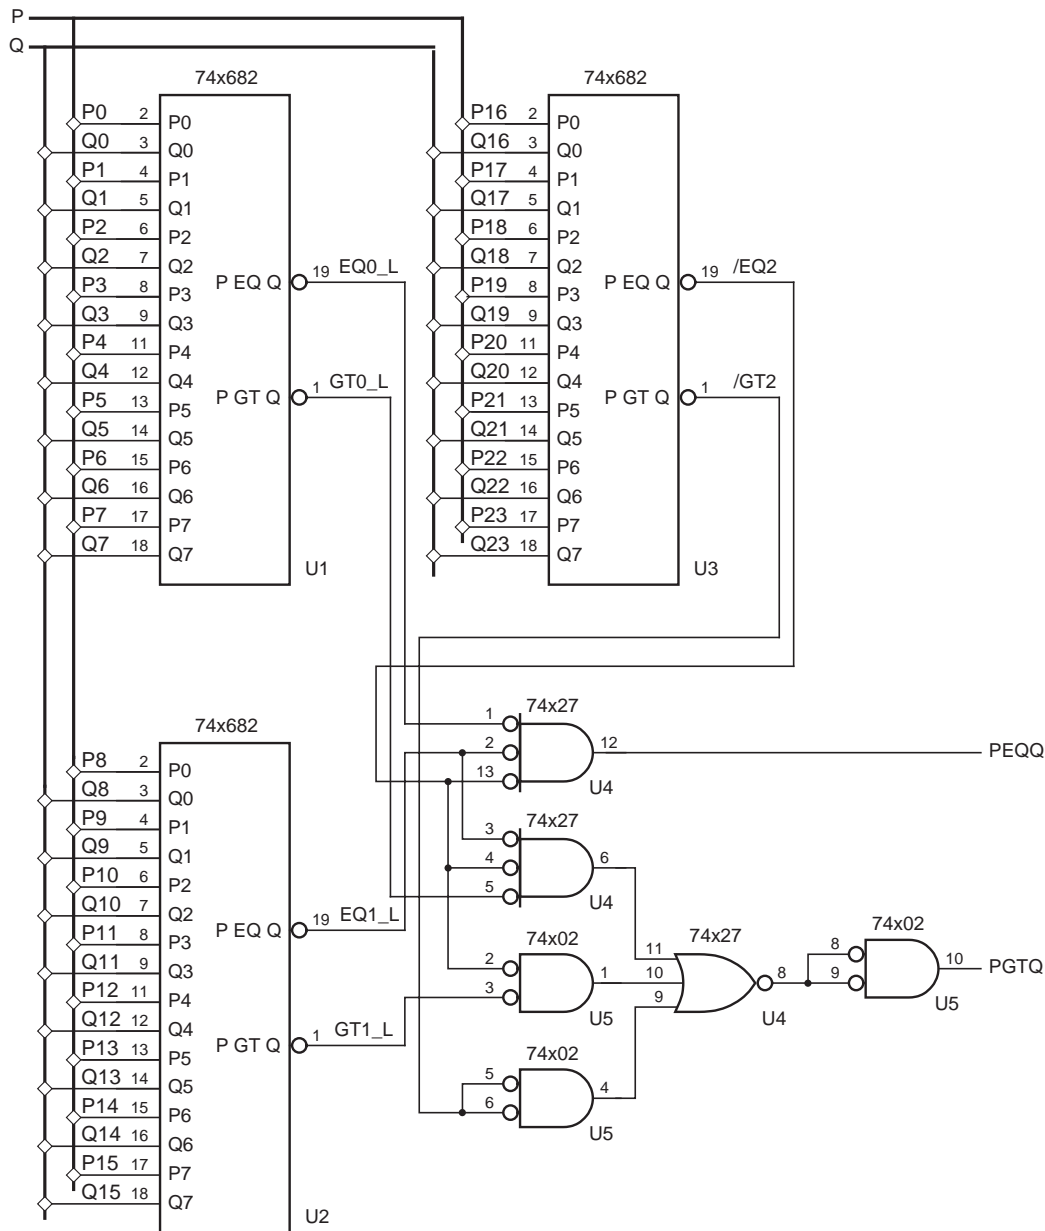 P
Q
74x682
P0 2 P0
Q0 3 Q0
P1 4 P1
Q1 5 Q1
P2 6 P2
Q2 7 Q2
P3 8 P3
Q3 9 Q3
P4 11 P4
Q4 12 Q4
P5 13 P5
Q5 14 Q5
P6 15 P6
Q6 16 Q6
P7 17 P7
Q7 18 Q7
P EQ Q 19 EQ0_L
P GT Q 1 GT0_L
U1
74x682
P16 2 P0
Q16 3 Q0
P17 4 P1
Q17 5 Q1
P18 6 P2
Q18 7 Q2
P19 8 P3
Q19 9 Q3
P20 11 P4
Q20 12 Q4
P21 13 P5
Q21 14 Q5
P22 15 P6
Q22 16 Q6
P23 17 P7
Q23 18 Q7
P EQ Q 19 /EQ2
P GT Q 1 /GT2
U3
74x682
P8 2 P0
Q8 3 Q0
P9 4 P1
Q9 5 Q1
P10 6 P2
Q10 7 Q2
P11 8 P3
Q11 9 Q3
P12 11 P4
Q12 12 Q4
P13 13 P5
Q13 14 Q5
P14 15 P6
Q14 16 Q6
P15 17 P7
Q15 18 Q7
P EQ Q 19 EQ1_L
P GT Q 1 GT1_L
U2
74x27
1
2
13
12
U4
PEQQ
74x27
3
4
5
6
U4
74x02
2
3
1
U5
74x02
5
6
4
U5
74x27
11
10
9
8
U4
74x02
8
9
10
U5
PGTQ